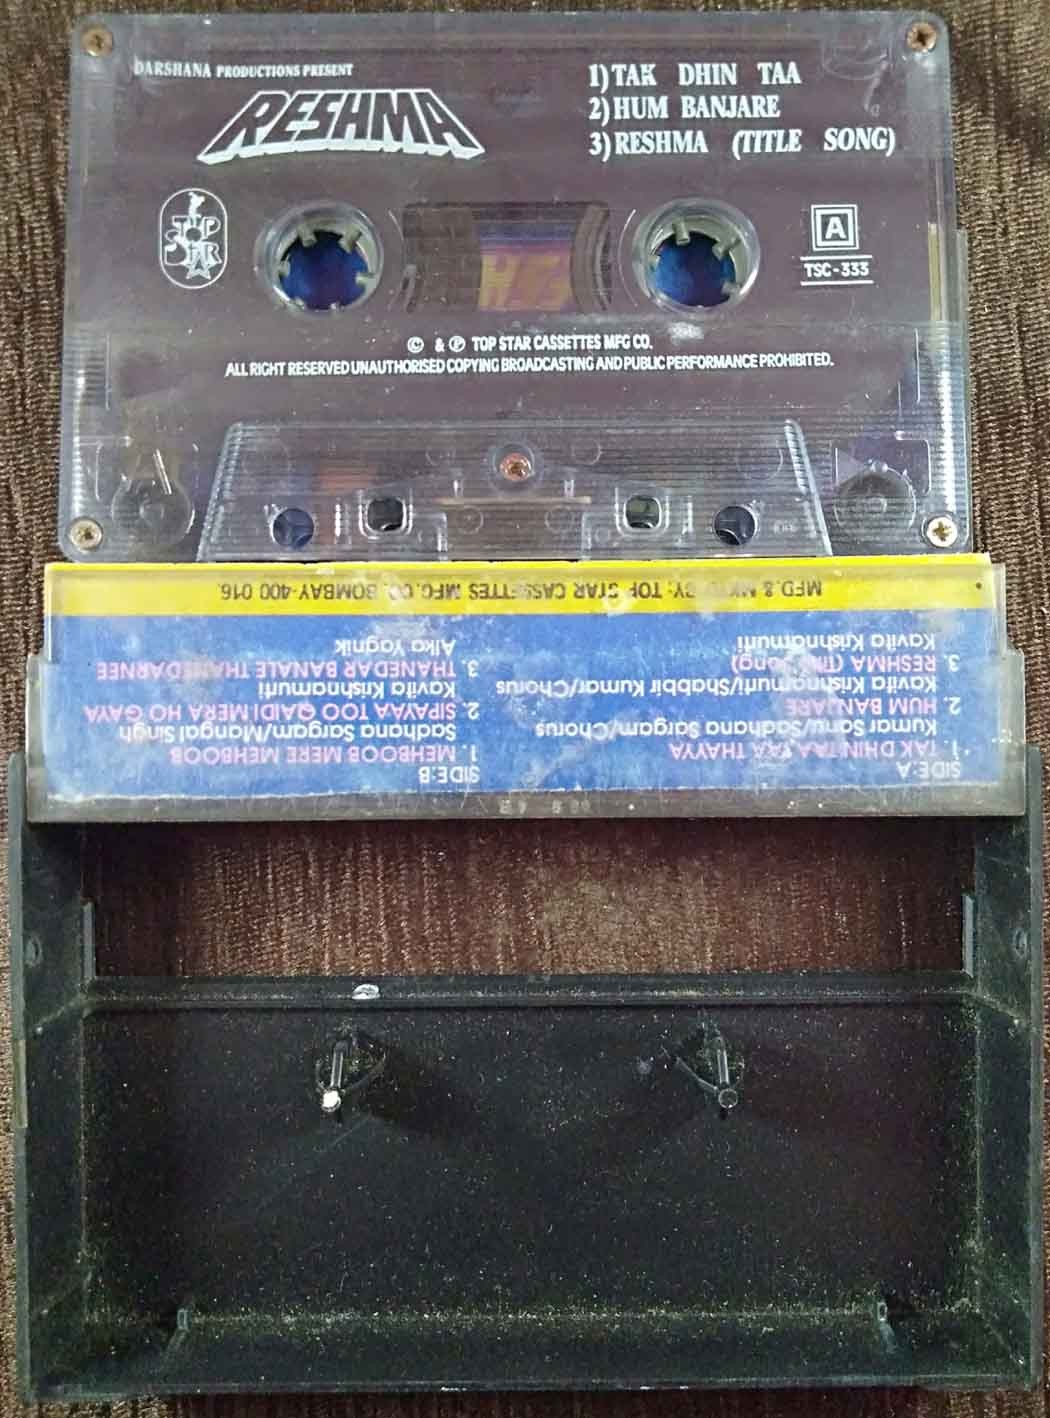 DARSHANA PRODUCTIONS PRESENT
RESHMA
1) TAK DHIN TAA
2) HUM BANJARE
3) RESHMA (TITLE SONG)
TOP STAR
A
TSC-333
© & ℗ TOP STAR CASSETTES MFG CO.
ALL RIGHT RESERVED UNAUTHORISED COPYING BROADCASTING AND PUBLIC PERFORMANCE PROHIBITED.
SIDE:A
1. TAK DHIN TAA TAA THAYYA
Kumar Sanu/Sadhana Sargam/Chorus
2. HUM BANJARE
Kavita Krishnamurti/Shabbir Kumar/Chorus
3. RESHMA (Title Song)
Kavita Krishnamurti
SIDE:B
1. MEHBOOB MERE MEHBOOB
Sadhana Sargam/Mangal Singh
2. SIPAYAA TOO QAIDI MERA HO GAYA
Kavita Krishnamurti
3. THANEDAR BANALE THANEDARNEE
Alka Yagnik
MFD.& BY: TOP STAR CASSETTES MFG.CO. BOMBAY-400 016.